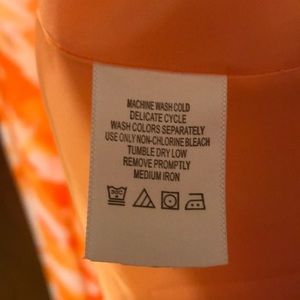 MACHINE WASH COLD
DELICATE CYCLE
WASH COLORS SEPARATELY
USE ONLY NON-CHLORINE BLEACH
TUMBLE DRY LOW
REMOVE PROMPTLY
MEDIUM IRON